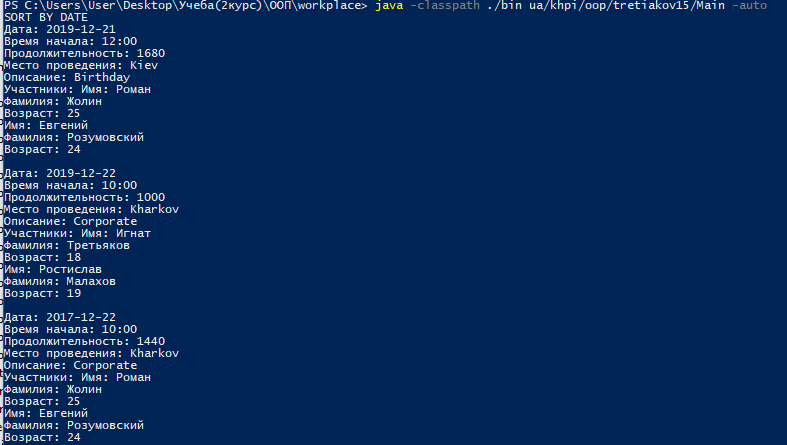 PS C:\Users\User\Desktop\Учеба(2курс)\ООП\workplace> java -classpath ./bin ua/khpi/oop/tretiakov15/Main -auto
SORT BY DATE
Дата: 2019-12-21
Время начала: 12:00
Продолжительность: 1680
Место проведения: Kiev
Описание: Birthday
Участники: Имя: Роман
Фамилия: Жолин
Возраст: 25
Имя: Евгений
Фамилия: Розумовский
Возраст: 24
Дата: 2019-12-22
Время начала: 10:00
Продолжительность: 1000
Место проведения: Kharkov
Описание: Corporate
Участники: Имя: Игнат
Фамилия: Третьяков
Возраст: 18
Имя: Ростислав
Фамилия: Малахов
Возраст: 19
Дата: 2017-12-22
Время начала: 10:00
Продолжительность: 1440
Место проведения: Kharkov
Описание: Corporate
Участники: Имя: Роман
Фамилия: Жолин
Возраст: 25
Имя: Евгений
Фамилия: Розумовский
Возраст: 24